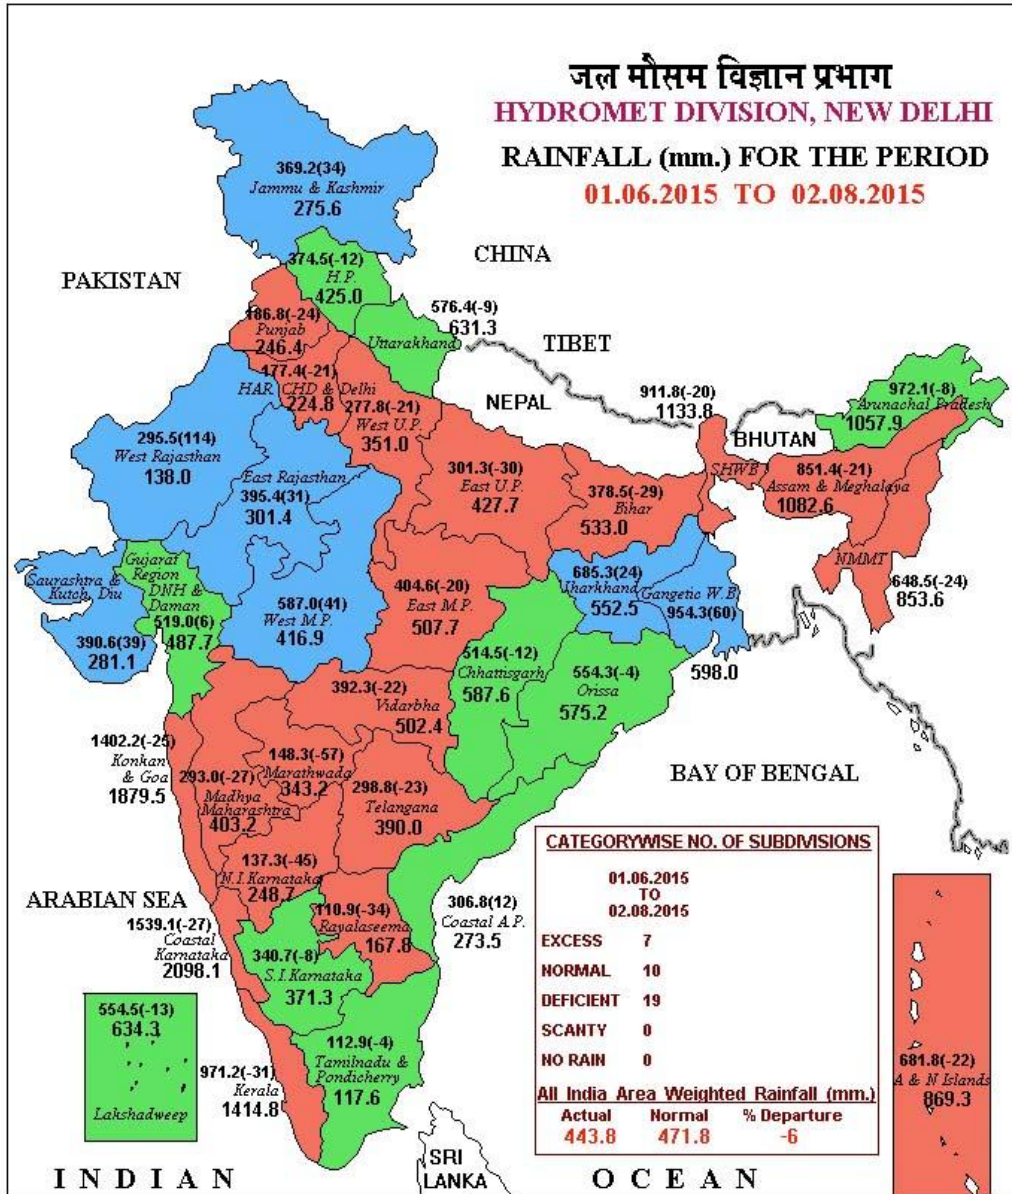 जल मौसम विज्ञान प्रभाग
HYDROMET DIVISION, NEW DELHI
RAINFALL (mm.) FOR THE PERIOD
01.06.2015 TO 02.08.2015
369.2(34)
Jammu & Kashmir
275.6
CHINA
374.5(-12)
H.P.
425.0
PAKISTAN
576.4(-9)
631.3
Uttarakhand
186.8(-24)
Punjab
246.4
TIBET
177.4(-21)
HAR CHD & Delhi
224.8
277.8(-21)
West U.P.
351.0
NEPAL
911.8(-20)
1133.8
SHWB
BHUTAN
972.1(-8)
Arunachal Pradesh
1057.9
295.5(114)
West Rajasthan
138.0
East Rajasthan
395.4(31)
301.4
301.3(-30)
East U.P.
427.7
378.5(-29)
Bihar
533.0
851.4(-21)
Assam & Meghalaya
1082.6
NMMT
648.5(-24)
853.6
Gujarat
Region
DNH &
Daman
519.0(6)
487.7
Saurashtra &
Kutch, Diu
390.6(39)
281.1
587.0(41)
West M.P.
416.9
404.6(-20)
East M.P.
507.7
685.3(24)
Jharkhand
552.5
Gangetic W.B
954.3(60)
598.0
514.5(-12)
Chhattisgarh
587.6
554.3(-4)
Orissa
575.2
392.3(-22)
Vidarbha
502.4
1402.2(-25)
Konkan
& Goa
1879.5
293.0(-27)
Madhya
Maharashtra
403.2
148.3(-57)
Marathwada
343.2
298.8(-23)
Telangana
390.0
BAY OF BENGAL
137.3(-45)
N.I.Karnataka
248.7
ARABIAN SEA
1539.1(-27)
Coastal
Karnataka
2098.1
110.9(-34)
Rayalaseema
167.8
306.8(12)
Coastal A.P.
273.5
340.7(-8)
S.I.Karnataka
371.3
554.5(-13)
634.3
Lakshadweep
971.2(-31)
Kerala
1414.8
112.9(-4)
Tamilnadu &
Pondicherry
117.6
CATEGORYWISE NO. OF SUBDIVISIONS
01.06.2015
TO
02.08.2015
EXCESS 7
NORMAL 10
DEFICIENT 19
SCANTY 0
NO RAIN 0
All India Area Weighted Rainfall (mm.)
Actual Normal % Departure
443.8 471.8 -6
681.8(-22)
A & N Islands
869.3
SRI
LANKA
INDIAN OCEAN